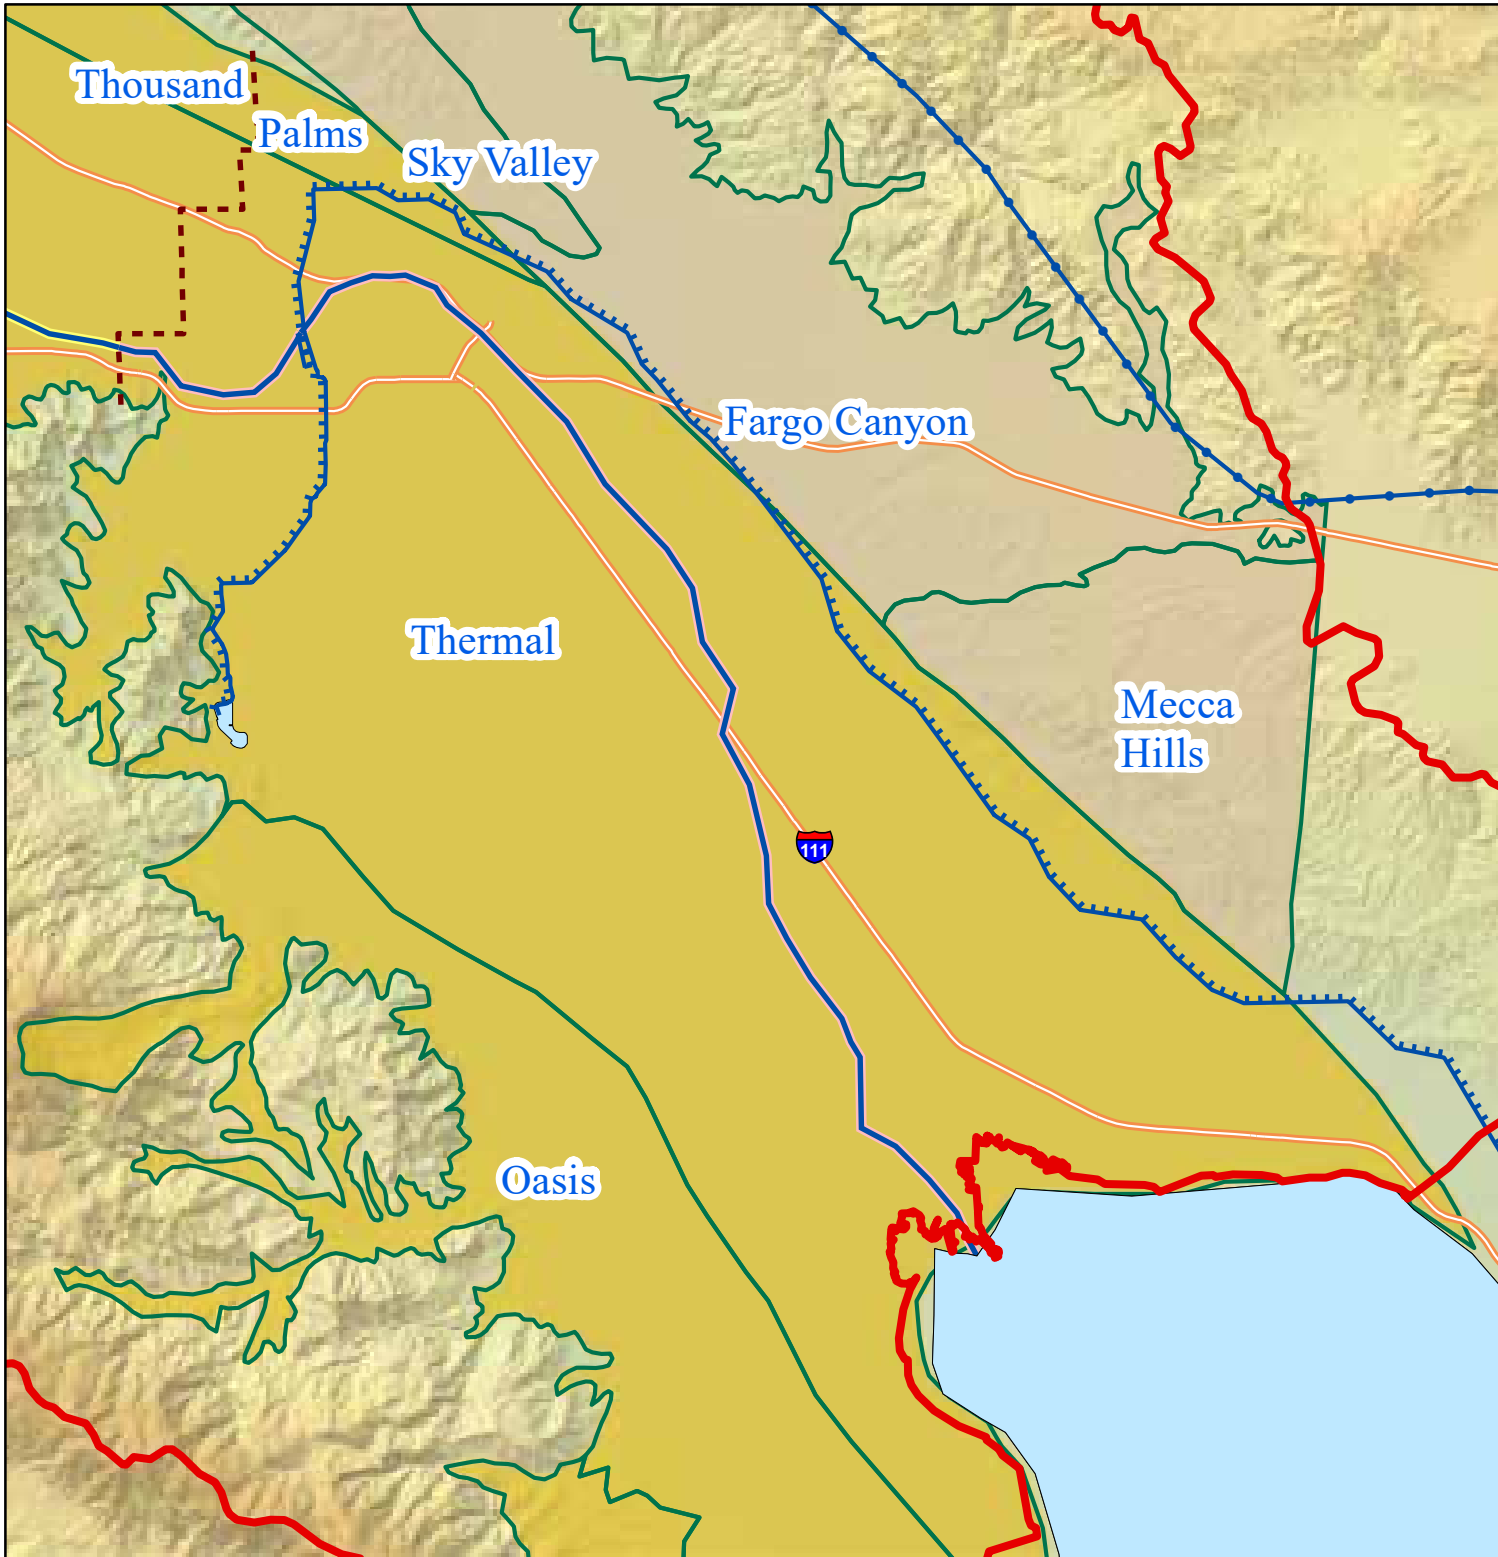 Thousand
Palms
Sky Valley
Fargo Canyon
Thermal
Mecca
Hills
111
Oasis